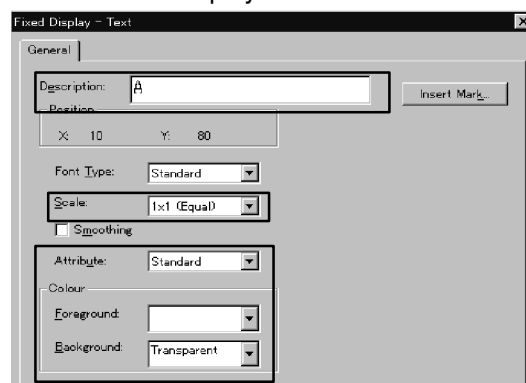 Fixed Display - Text
General
Description: A
Insert Mark...
Position
X: 10 Y: 80
Font Type: Standard
Scale: 1x1 (Equal)
Smoothing
Attribute: Standard
Colour
Foreground:
Background: Transparent